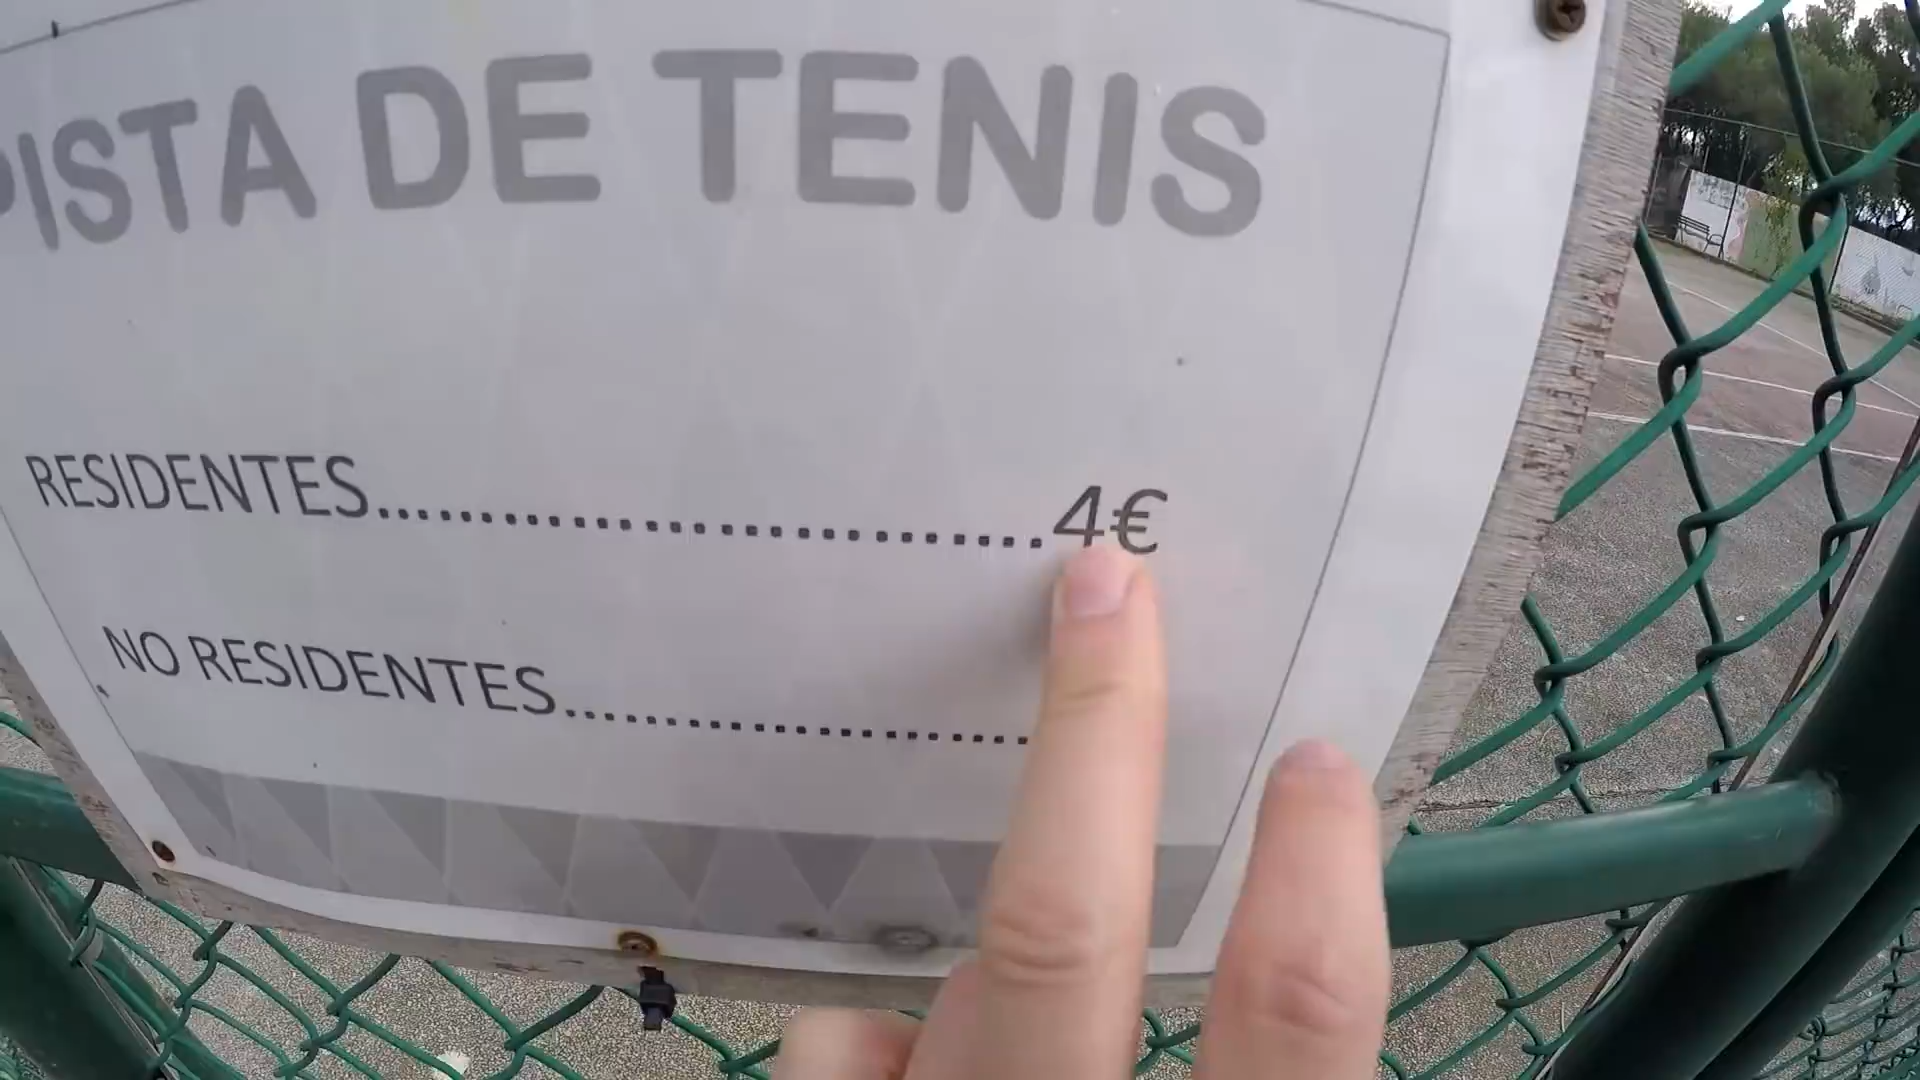 PISTA DE TENIS
RESIDENTES..............................4€
NO RESIDENTES......................